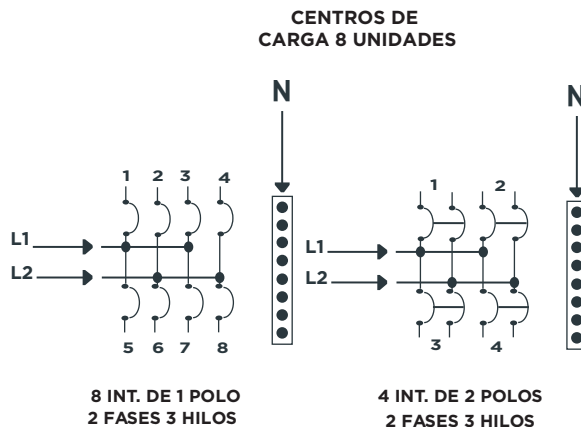 CENTROS DE
CARGA 8 UNIDADES
N
1 2 3 4
L1
L2
5 6 7 8
8 INT. DE 1 POLO
2 FASES 3 HILOS
N
1 2
L1
L2
3 4
4 INT. DE 2 POLOS
2 FASES 3 HILOS